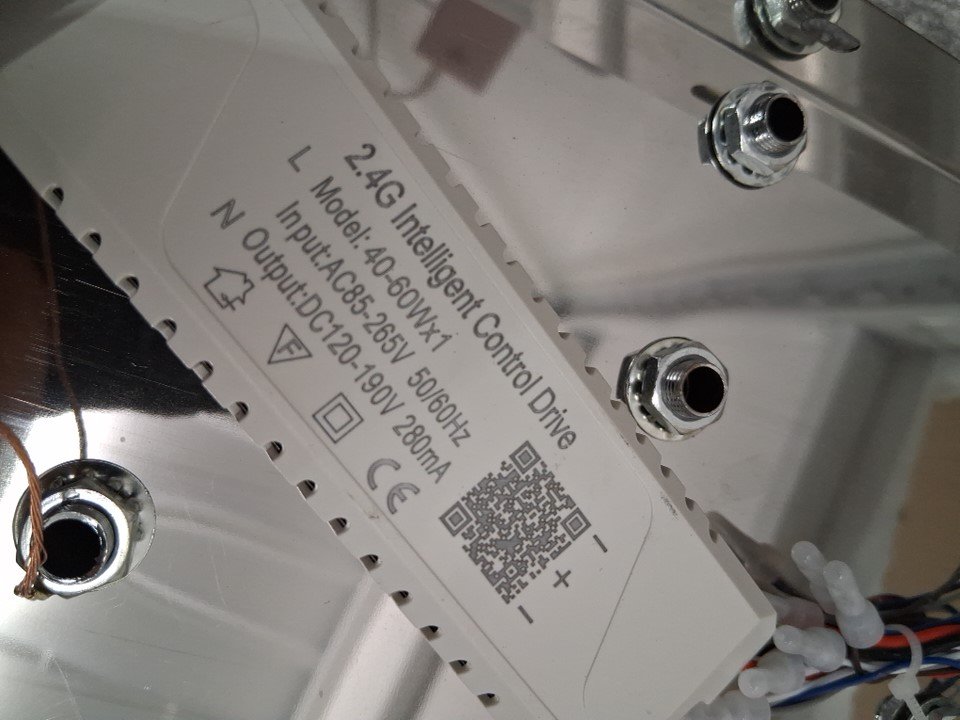 2.4G Intelligent Control Drive
L
Model: 40-60Wx1
Input:AC85-265V 50/60Hz
N
Output:DC120-190V 280mA
F
CE
-
+
-